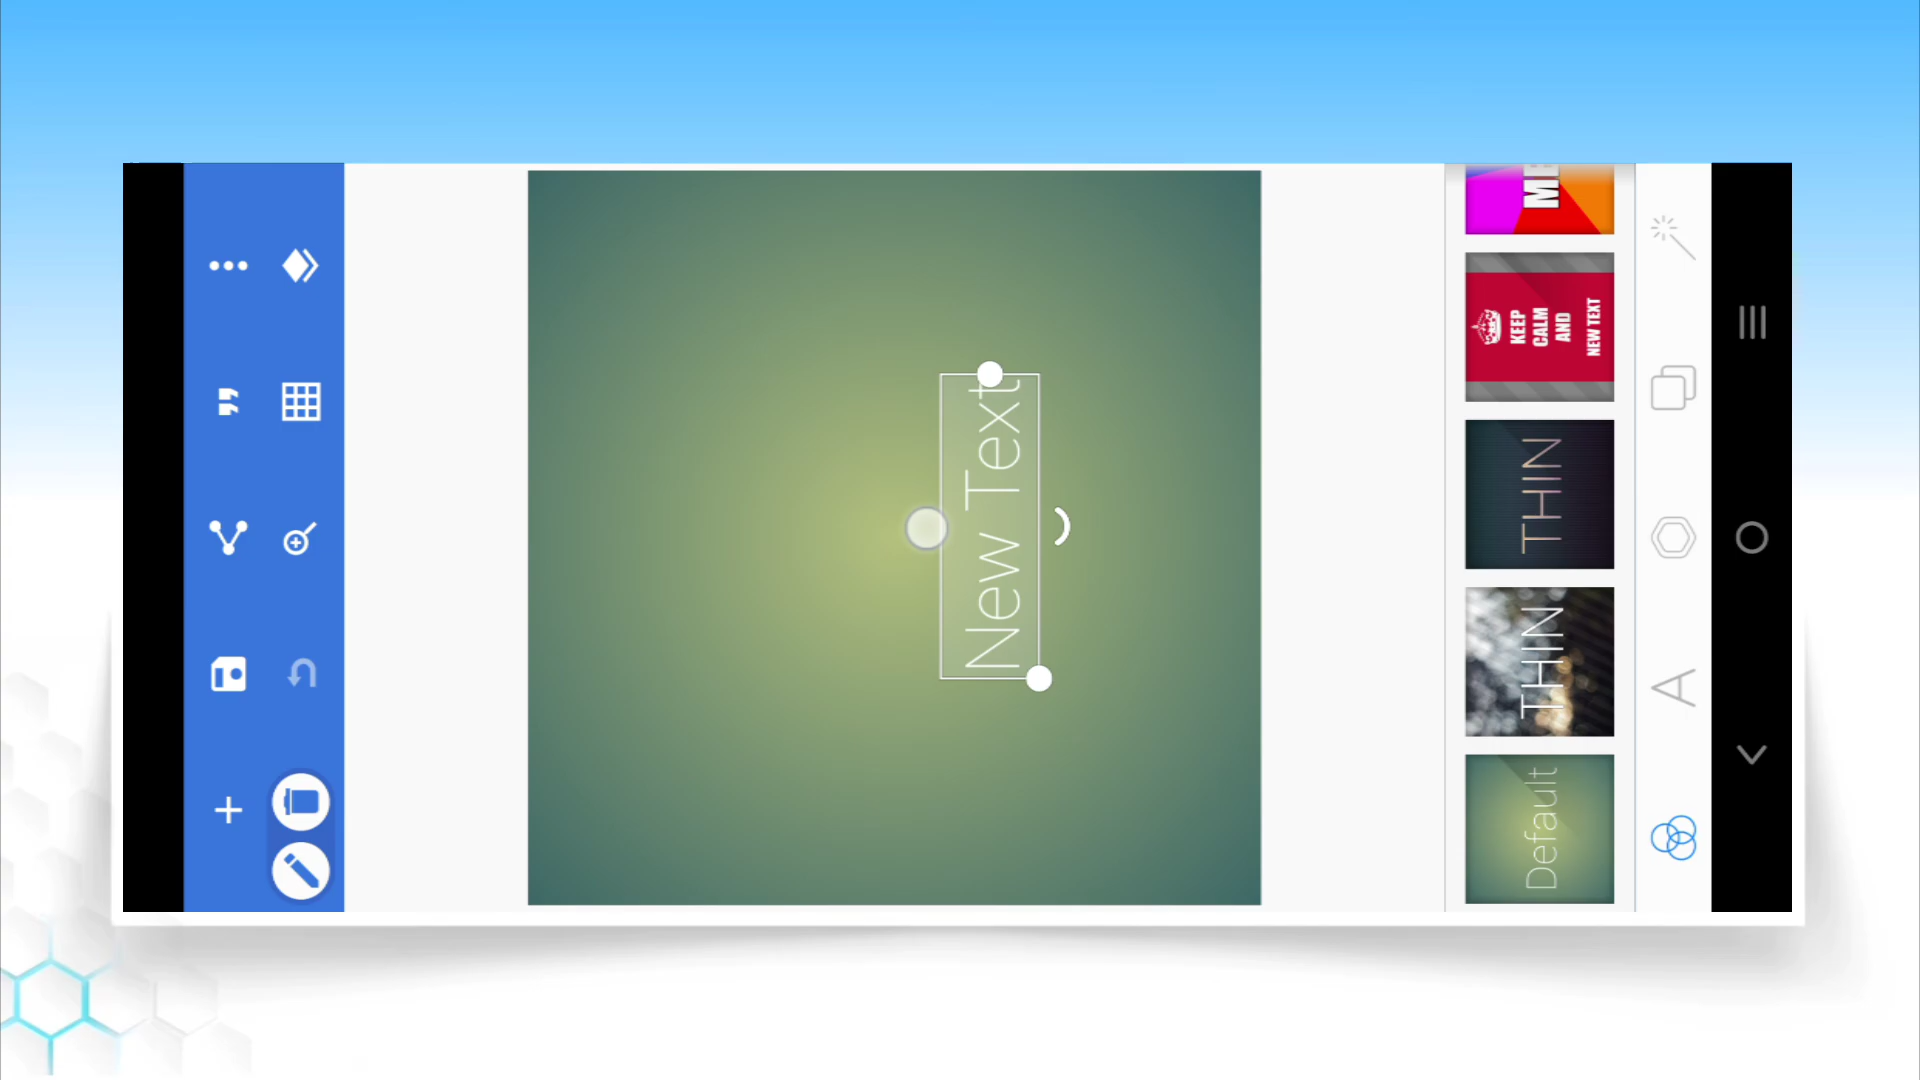 New Text
Default
THIN
THIN
KEEP
CALM
AND
NEW TEXT